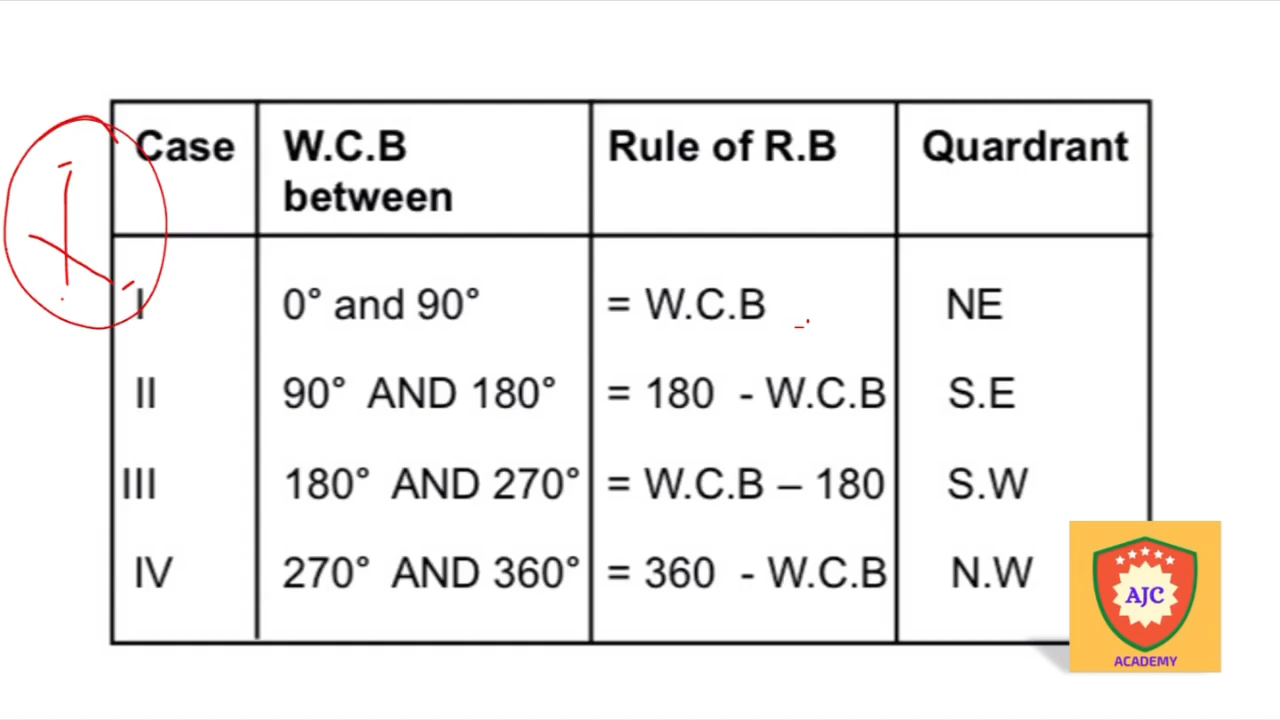 Case W.C.B between Rule of R.B Quardrant
I 0° and 90° = W.C.B NE
II 90° AND 180° = 180 - W.C.B S.E
III 180° AND 270° = W.C.B – 180 S.W
IV 270° AND 360° = 360 - W.C.B N.W
AJC
ACADEMY